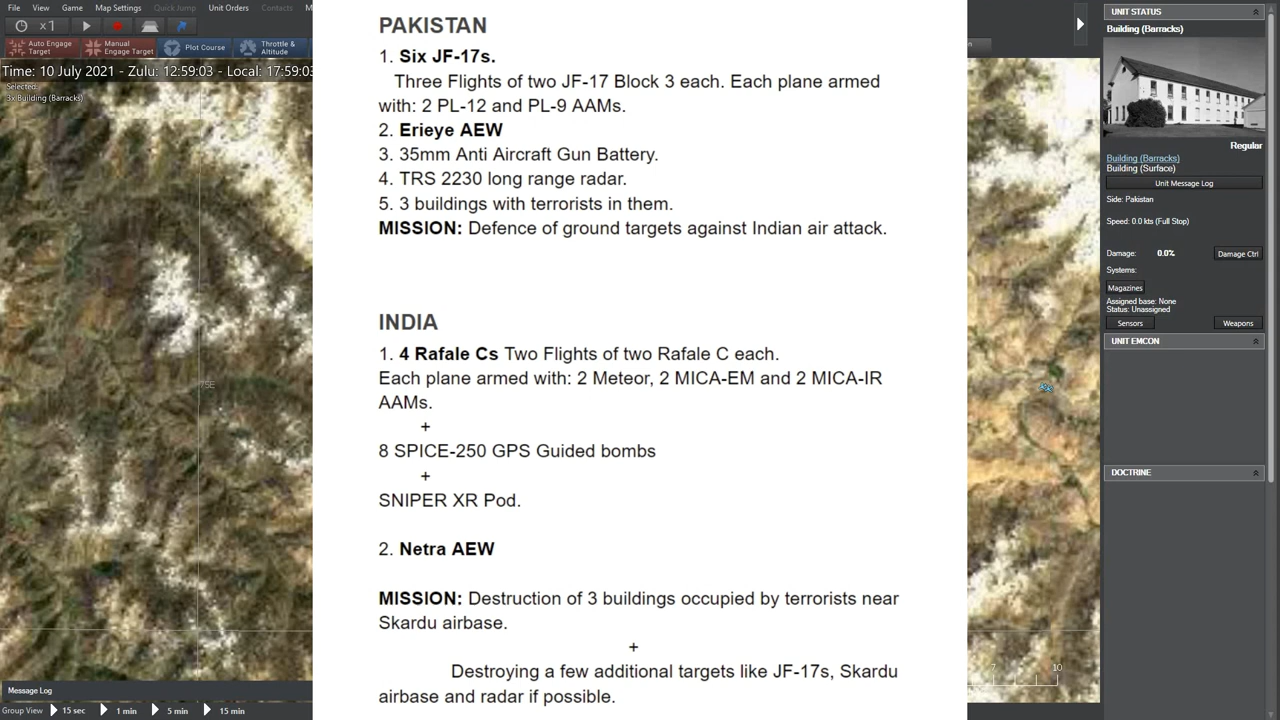 File View Game Map Settings Quick Jump Unit Orders Contacts
×1
Auto Engage Target
Manual Engage Target
Plot Course
Throttle & Altitude
Time: 10 July 2021 - Zulu: 12:59:03 - Local: 17:59:03
Selected:
3x Building (Barracks)
75E
Message Log
Group View 15 sec 1 min 5 min 15 min
PAKISTAN
1. Six JF-17s.
Three Flights of two JF-17 Block 3 each. Each plane armed
with: 2 PL-12 and PL-9 AAMs.
2. Erieye AEW
3. 35mm Anti Aircraft Gun Battery.
4. TRS 2230 long range radar.
5. 3 buildings with terrorists in them.
MISSION: Defence of ground targets against Indian air attack.
INDIA
1. 4 Rafale Cs Two Flights of two Rafale C each.
Each plane armed with: 2 Meteor, 2 MICA-EM and 2 MICA-IR
AAMs.
+
8 SPICE-250 GPS Guided bombs
+
SNIPER XR Pod.
2. Netra AEW
MISSION: Destruction of 3 buildings occupied by terrorists near
Skardu airbase.
+
Destroying a few additional targets like JF-17s, Skardu
airbase and radar if possible.
7 10
UNIT STATUS
Building (Barracks)
Regular
Building (Barracks)
Building (Surface)
Unit Message Log
Side: Pakistan
Speed: 0.0 kts (Full Stop)
Damage: 0.0% Damage Ctrl
Systems:
Magazines
Assigned base: None
Status: Unassigned
Sensors Weapons
UNIT EMCON
DOCTRINE